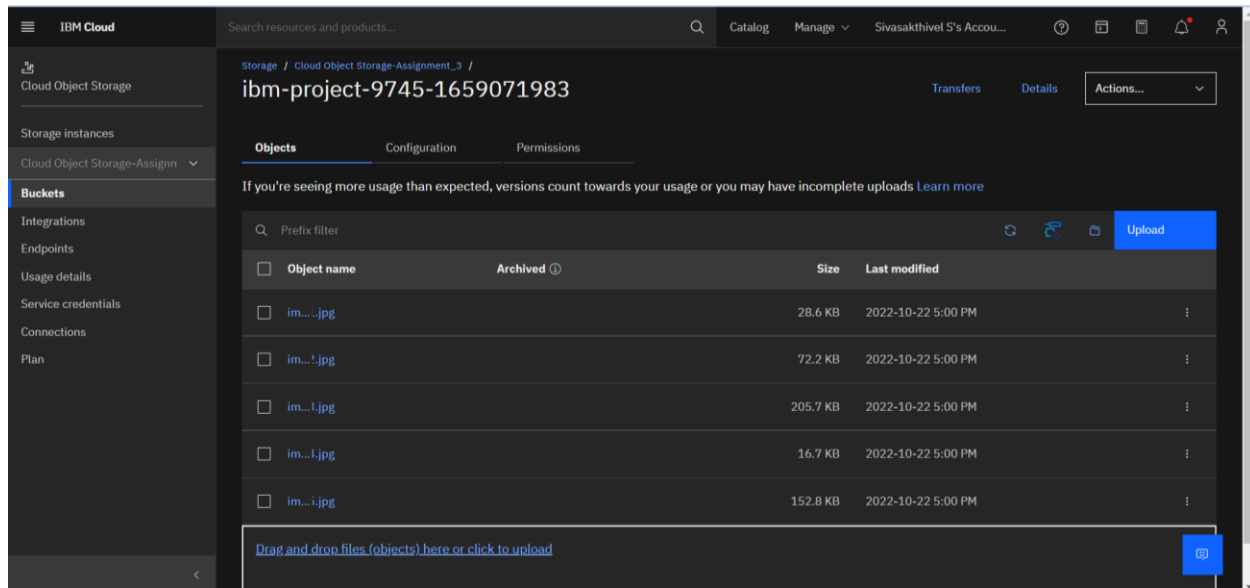 IBM Cloud
Search resources and products...
Catalog
Manage
Sivasakthivel S's Accou...
Cloud Object Storage
Storage instances
Cloud Object Storage-Assignn
Buckets
Integrations
Endpoints
Usage details
Service credentials
Connections
Plan
Storage / Cloud Object Storage-Assignment_3 /
ibm-project-9745-1659071983
Transfers
Details
Actions...
Objects
Configuration
Permissions
If you're seeing more usage than expected, versions count towards your usage or you may have incomplete uploads Learn more
Prefix filter
Upload
Object name Archived Size Last modified
28.6 KB 2022-10-22 5:00 PM
72.2 KB 2022-10-22 5:00 PM
205.7 KB 2022-10-22 5:00 PM
16.7 KB 2022-10-22 5:00 PM
152.8 KB 2022-10-22 5:00 PM
Drag and drop files (objects) here or click to upload